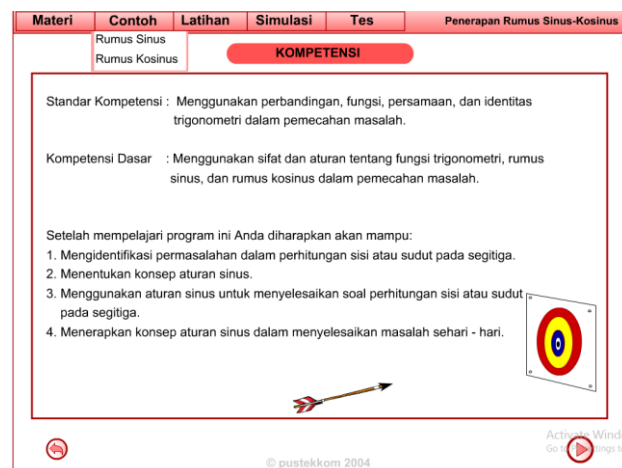 Materi Contoh Latihan Simulasi Tes Penerapan Rumus Sinus-Kosinus
Rumus Sinus
Rumus Kosinus
KOMPETENSI
Standar Kompetensi : Menggunakan perbandingan, fungsi, persamaan, dan identitas
trigonometri dalam pemecahan masalah.
Kompetensi Dasar : Menggunakan sifat dan aturan tentang fungsi trigonometri, rumus
sinus, dan rumus kosinus dalam pemecahan masalah.
Setelah mempelajari program ini Anda diharapkan akan mampu:
1. Mengidentifikasi permasalahan dalam perhitungan sisi atau sudut pada segitiga.
2. Menentukan konsep aturan sinus.
3. Menggunakan aturan sinus untuk menyelesaikan soal perhitungan sisi atau sudut
pada segitiga.
4. Menerapkan konsep aturan sinus dalam menyelesaikan masalah sehari - hari.
Activate Wind
Go t
© pustekkom 2004